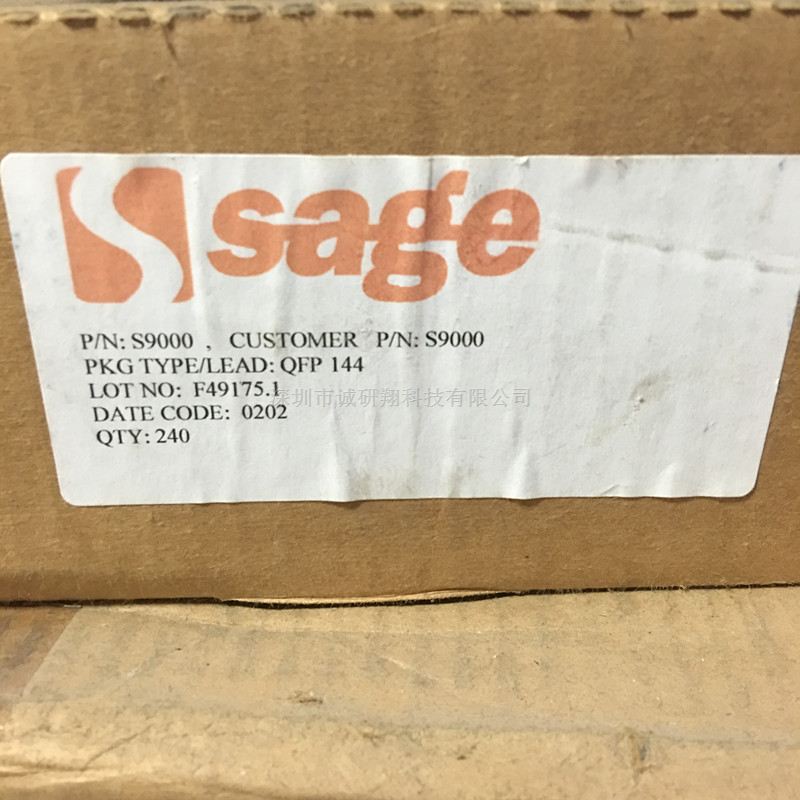 sage
P/N: S9000 , CUSTOMER P/N: S9000
PKG TYPE/LEAD: QFP 144
LOT NO: F49175.1
深圳市诚研翔科技有限公司
DATE CODE: 0202
QTY: 240